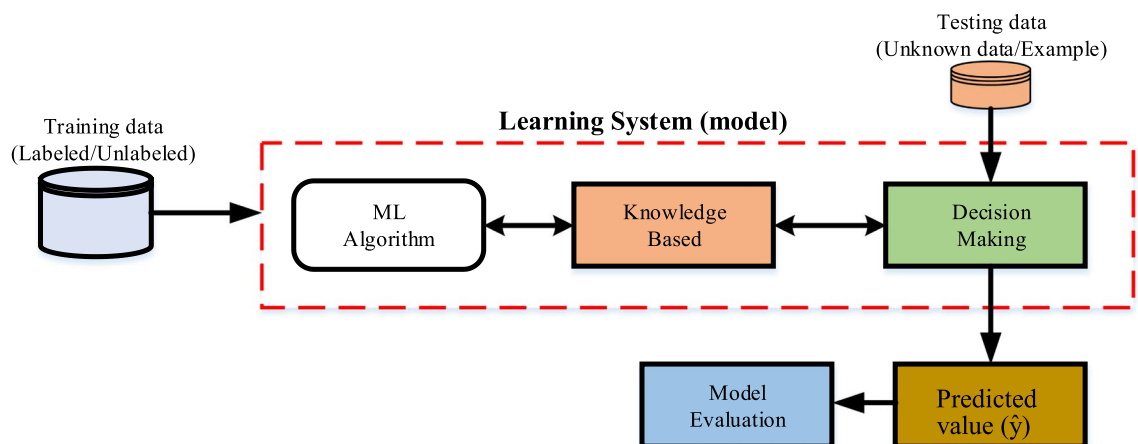 Testing data
(Unknown data/Example)
Training data
(Labeled/Unlabeled)
Learning System (model)
ML
Algorithm
Knowledge
Based
Decision
Making
Model
Evaluation
Predicted
value (ŷ)